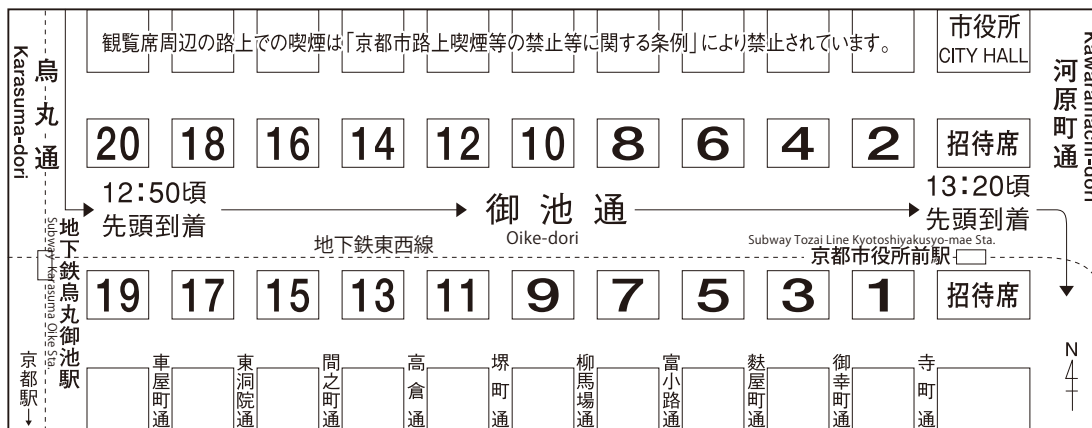 観覧席周辺の路上での喫煙は「京都市路上喫煙等の禁止等に関する条例」により禁止されています。
市役所
CITY HALL
烏丸通
Karasuma-dori
河原町通
Kawaramachi-dori
20 18 16 14 12 10 8 6 4 2 招待席
12:50頃
先頭到着
御池通
Oike-dori
13:20頃
先頭到着
地下鉄東西線
Subway Tozai Line Kyotoshiyakusyo-mae Sta.
京都市役所前駅
地下鉄烏丸御池駅
Subway Karasuma Oike Sta.
19 17 15 13 11 9 7 5 3 1 招待席
京都駅↓
車屋町通
東洞院通
間之町通
高倉通
堺町通
柳馬場通
富小路通
麩屋町通
御幸町通
寺町通
N